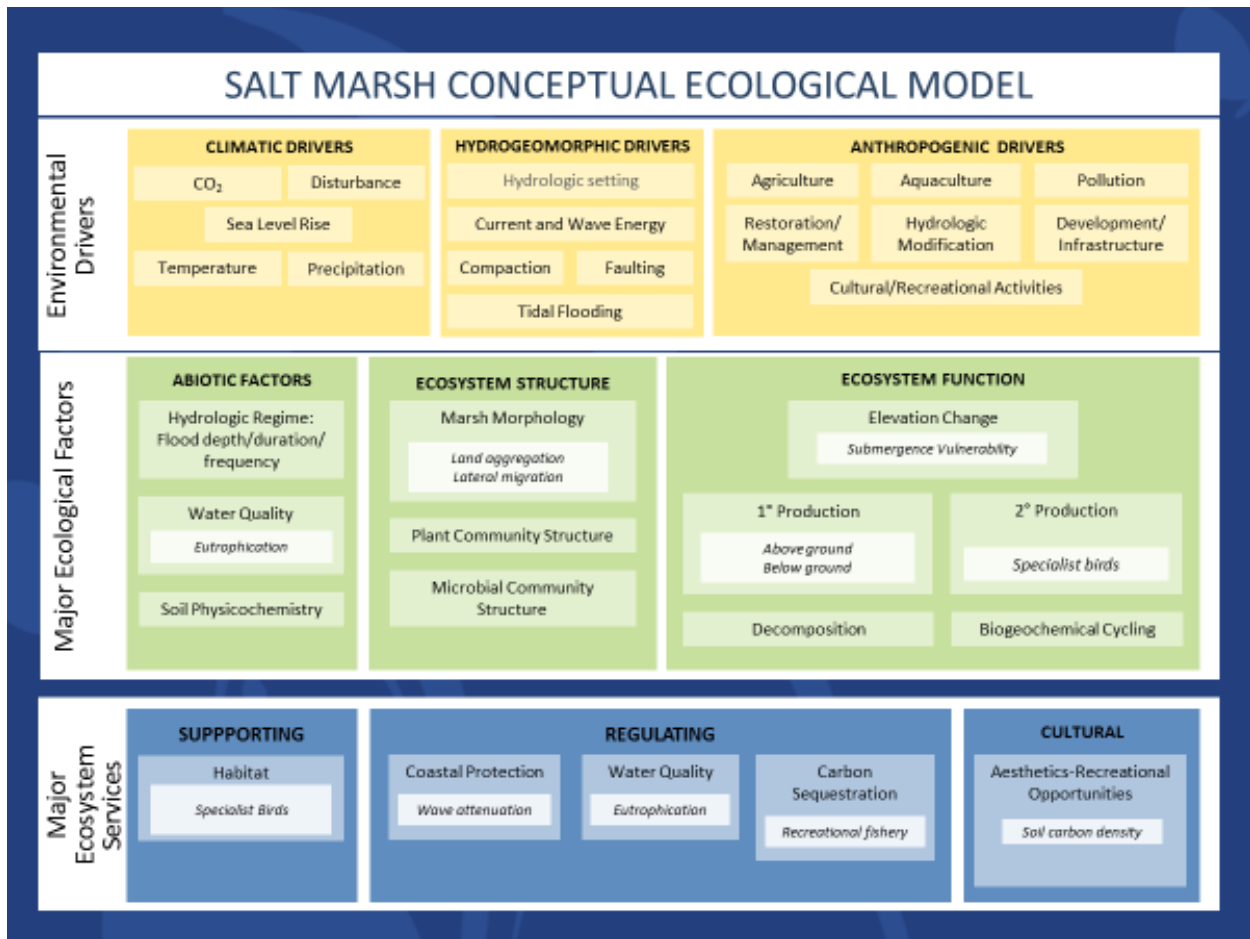 SALT MARSH CONCEPTUAL ECOLOGICAL MODEL
Environmental
Drivers
CLIMATIC DRIVERS
CO₂
Disturbance
Sea Level Rise
Temperature
Precipitation
HYDROGEOMORPHIC DRIVERS
Hydrologic setting
Current and Wave Energy
Compaction
Faulting
Tidal Flooding
ANTHROPOGENIC DRIVERS
Agriculture
Aquaculture
Pollution
Restoration/
Management
Hydrologic
Modification
Development/
Infrastructure
Cultural/Recreational Activities
Major Ecological Factors
ABIOTIC FACTORS
Hydrologic Regime:
Flood depth/duration/
frequency
Water Quality
Eutrophication
Soil Physicochemistry
ECOSYSTEM STRUCTURE
Marsh Morphology
Land aggregation
Lateral migration
Plant Community Structure
Microbial Community
Structure
ECOSYSTEM FUNCTION
Elevation Change
Submergence Vulnerability
1° Production
Above ground
Below ground
2° Production
Specialist birds
Decomposition
Biogeochemical Cycling
Major
Ecosystem
Services
SUPPPORTING
Habitat
Specialist Birds
REGULATING
Coastal Protection
Wave attenuation
Water Quality
Eutrophication
Carbon
Sequestration
Recreational fishery
CULTURAL
Aesthetics-Recreational
Opportunities
Soil carbon density